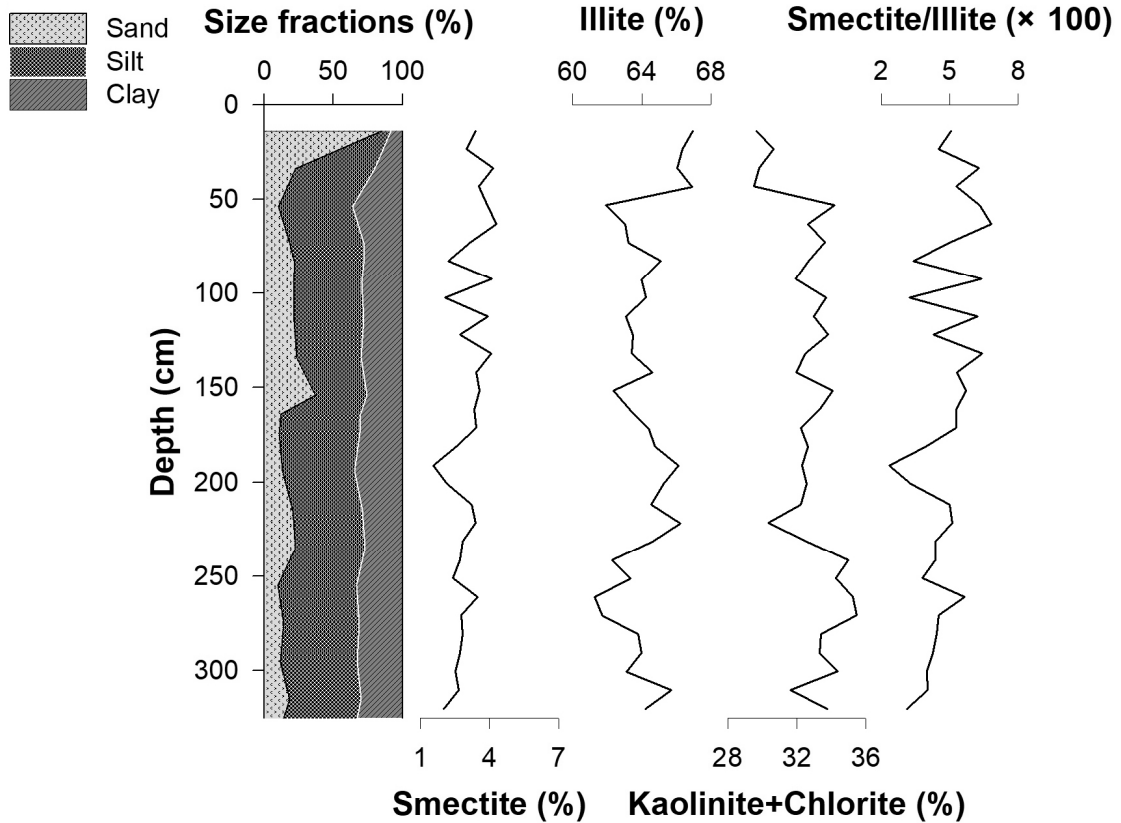 Sand
Silt
Clay
Size fractions (%)
0 50 100
Illite (%)
60 64 68
Smectite/Illite (× 100)
2 5 8
Depth (cm)
0
50
100
150
200
250
300
1 4 7
Smectite (%)
28 32 36
Kaolinite+Chlorite (%)